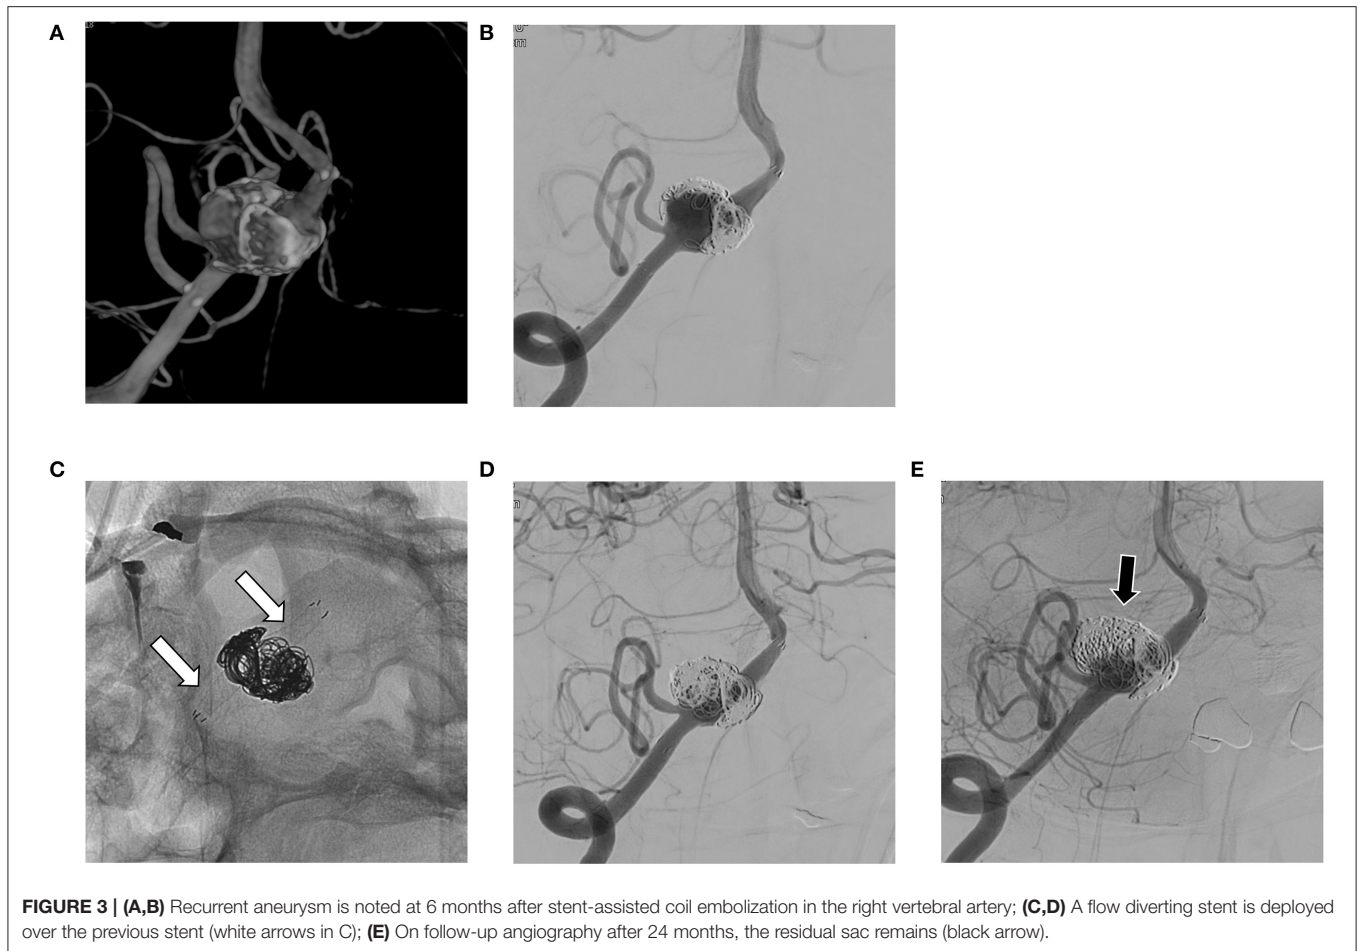 A
B
C
D
E
FIGURE 3 | (A,B) Recurrent aneurysm is noted at 6 months after stent-assisted coil embolization in the right vertebral artery; (C,D) A flow diverting stent is deployed
over the previous stent (white arrows in C); (E) On follow-up angiography after 24 months, the residual sac remains (black arrow).